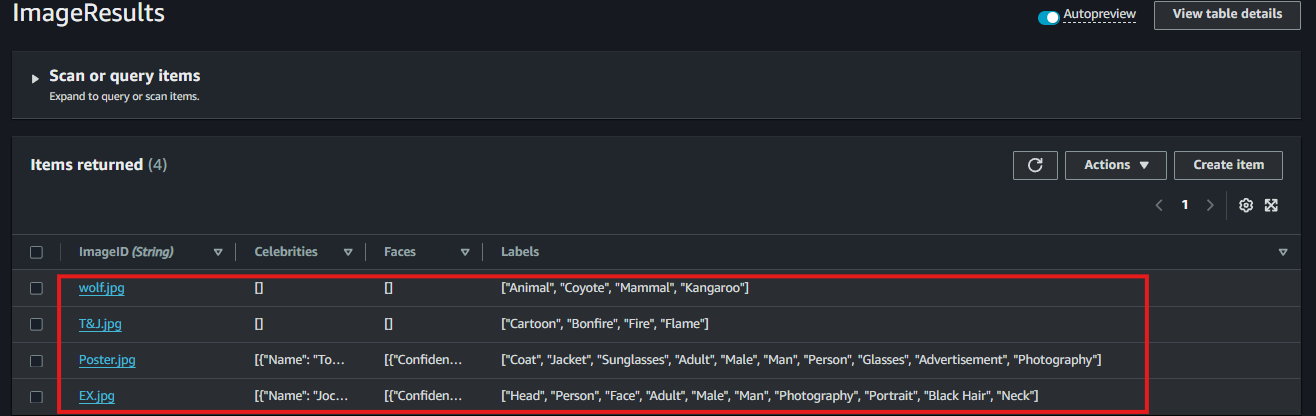 ImageResults
Autopreview
View table details
Scan or query items
Expand to query or scan items.
Items returned (4)
Actions
Create item
1
ImageID (String) Celebrities Faces Labels
wolf.jpg [] [] ["Animal", "Coyote", "Mammal", "Kangaroo"]
T&J.jpg [] [] ["Cartoon", "Bonfire", "Fire", "Flame"]
Poster.jpg [{"Name": "To... [{"Confiden... ["Coat", "Jacket", "Sunglasses", "Adult", "Male", "Man", "Person", "Glasses", "Advertisement", "Photography"]
EX.jpg [{"Name": "Joc... [{"Confiden... ["Head", "Person", "Face", "Adult", "Male", "Man", "Photography", "Portrait", "Black Hair", "Neck"]